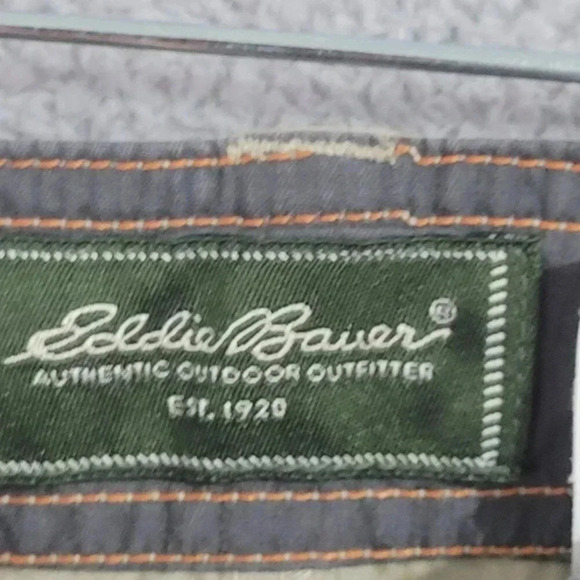 Eddie Bauer®
AUTHENTIC OUTDOOR OUTFITTER
EST. 1920